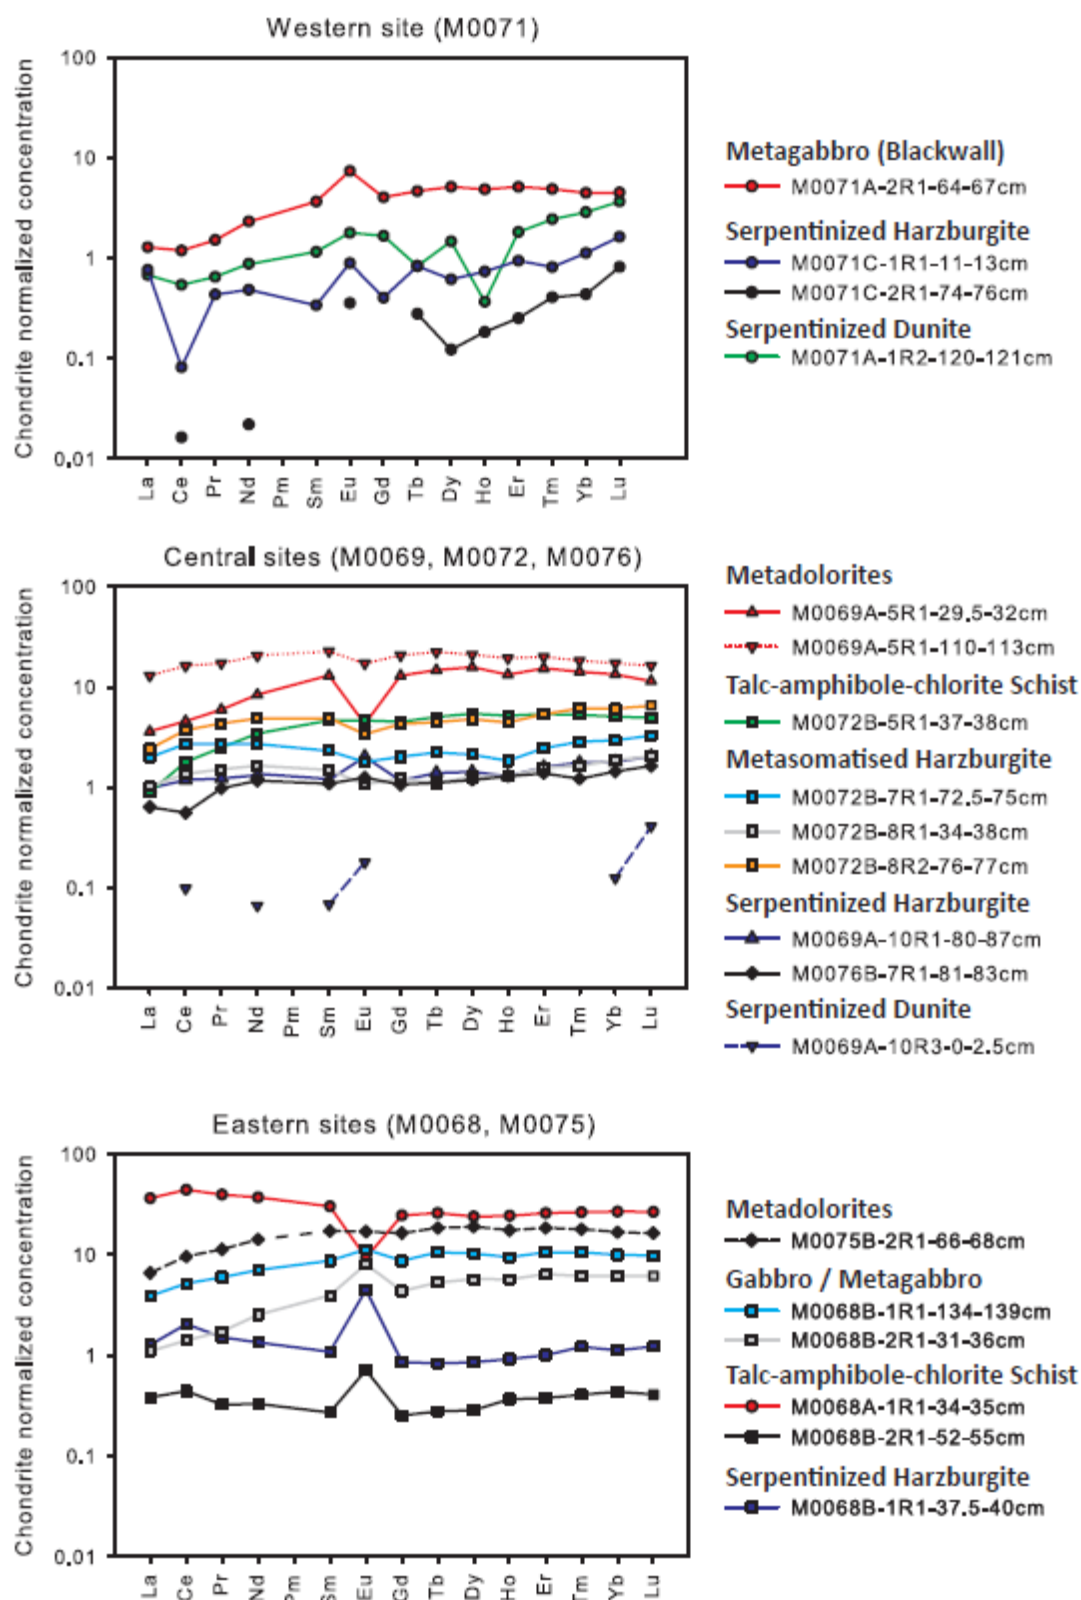 Western site (M0071)
Chondrite normalized concentration
100
10
1
0.1
0.01
La Ce Pr Nd Pm Sm Eu Gd Tb Dy Ho Er Tm Yb Lu
Metagabbro (Blackwall)
M0071A-2R1-64-67cm
Serpentinized Harzburgite
M0071C-1R1-11-13cm
M0071C-2R1-74-76cm
Serpentinized Dunite
M0071A-1R2-120-121cm
Central sites (M0069, M0072, M0076)
Chondrite normalized concentration
100
10
1
0.1
0.01
La Ce Pr Nd Pm Sm Eu Gd Tb Dy Ho Er Tm Yb Lu
Metadolorites
M0069A-5R1-29.5-32cm
M0069A-5R1-110-113cm
Talc-amphibole-chlorite Schist
M0072B-5R1-37-38cm
Metasomatised Harzburgite
M0072B-7R1-72.5-75cm
M0072B-8R1-34-38cm
M0072B-8R2-76-77cm
Serpentinized Harzburgite
M0069A-10R1-80-87cm
M0076B-7R1-81-83cm
Serpentinized Dunite
M0069A-10R3-0-2.5cm
Eastern sites (M0068, M0075)
Chondrite normalized concentration
100
10
1
0.1
0.01
La Ce Pr Nd Pm Sm Eu Gd Tb Dy Ho Er Tm Yb Lu
Metadolorites
M0075B-2R1-66-68cm
Gabbro / Metagabbro
M0068B-1R1-134-139cm
M0068B-2R1-31-36cm
Talc-amphibole-chlorite Schist
M0068A-1R1-34-35cm
M0068B-2R1-52-55cm
Serpentinized Harzburgite
M0068B-1R1-37.5-40cm